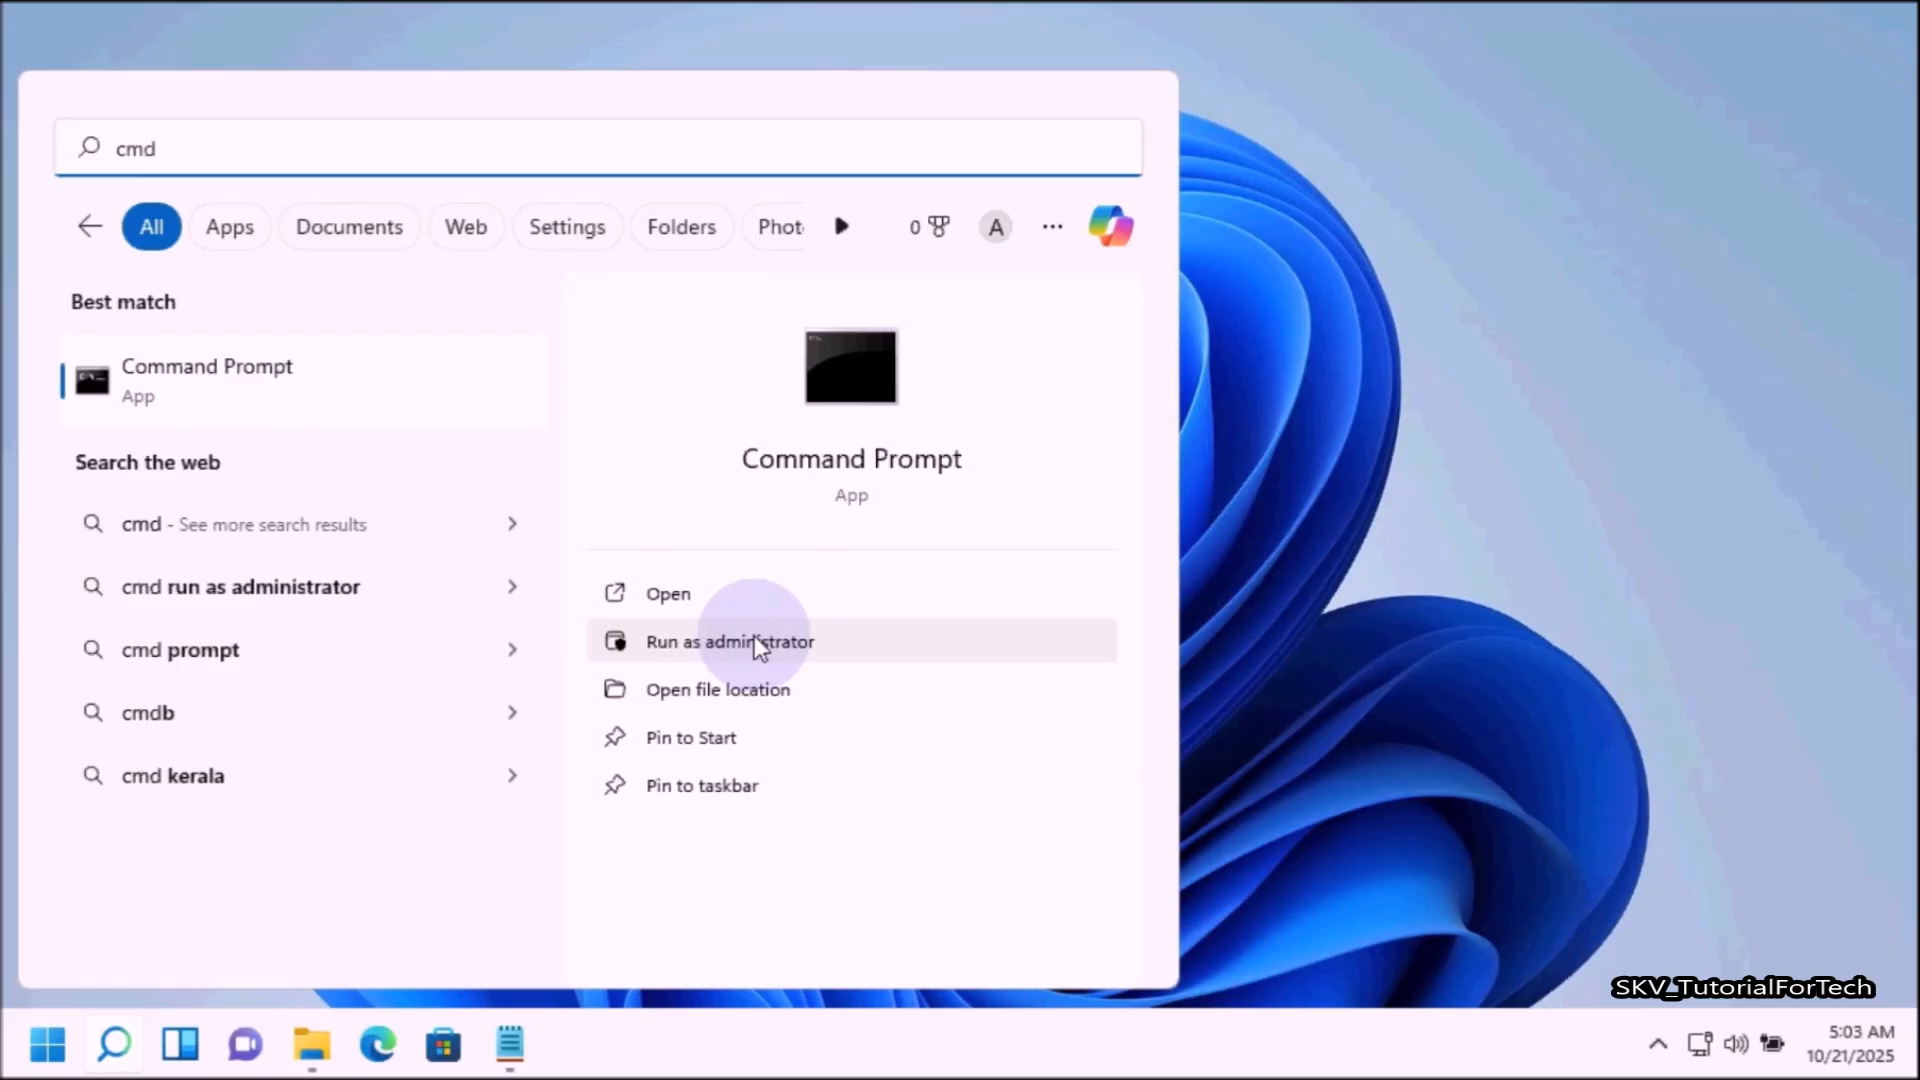 cmd
All
Apps
Documents
Web
Settings
Folders
Phot
0
A
Best match
Command Prompt
App
Search the web
cmd - See more search results
cmd run as administrator
cmd prompt
cmdb
cmd kerala
Command Prompt
App
Open
Run as administrator
Open file location
Pin to Start
Pin to taskbar
SKV_TutorialForTech
5:03 AM
10/21/2025